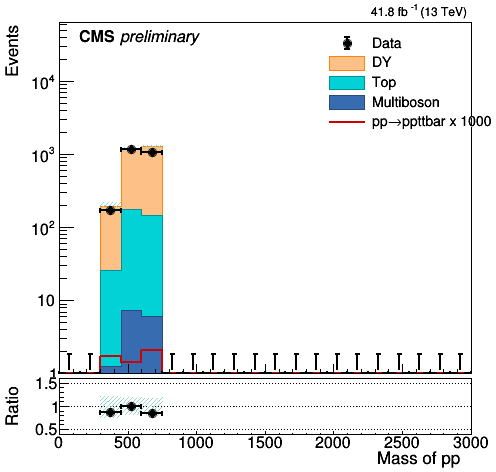 41.8 fb⁻¹ (13 TeV)
CMS preliminary
Events
Data
DY
Top
Multiboson
pp→ppttbar x 1000
10⁴
10³
10²
10
1
Ratio
1.5
1
0.5
0 500 1000 1500 2000 2500 3000
Mass of pp